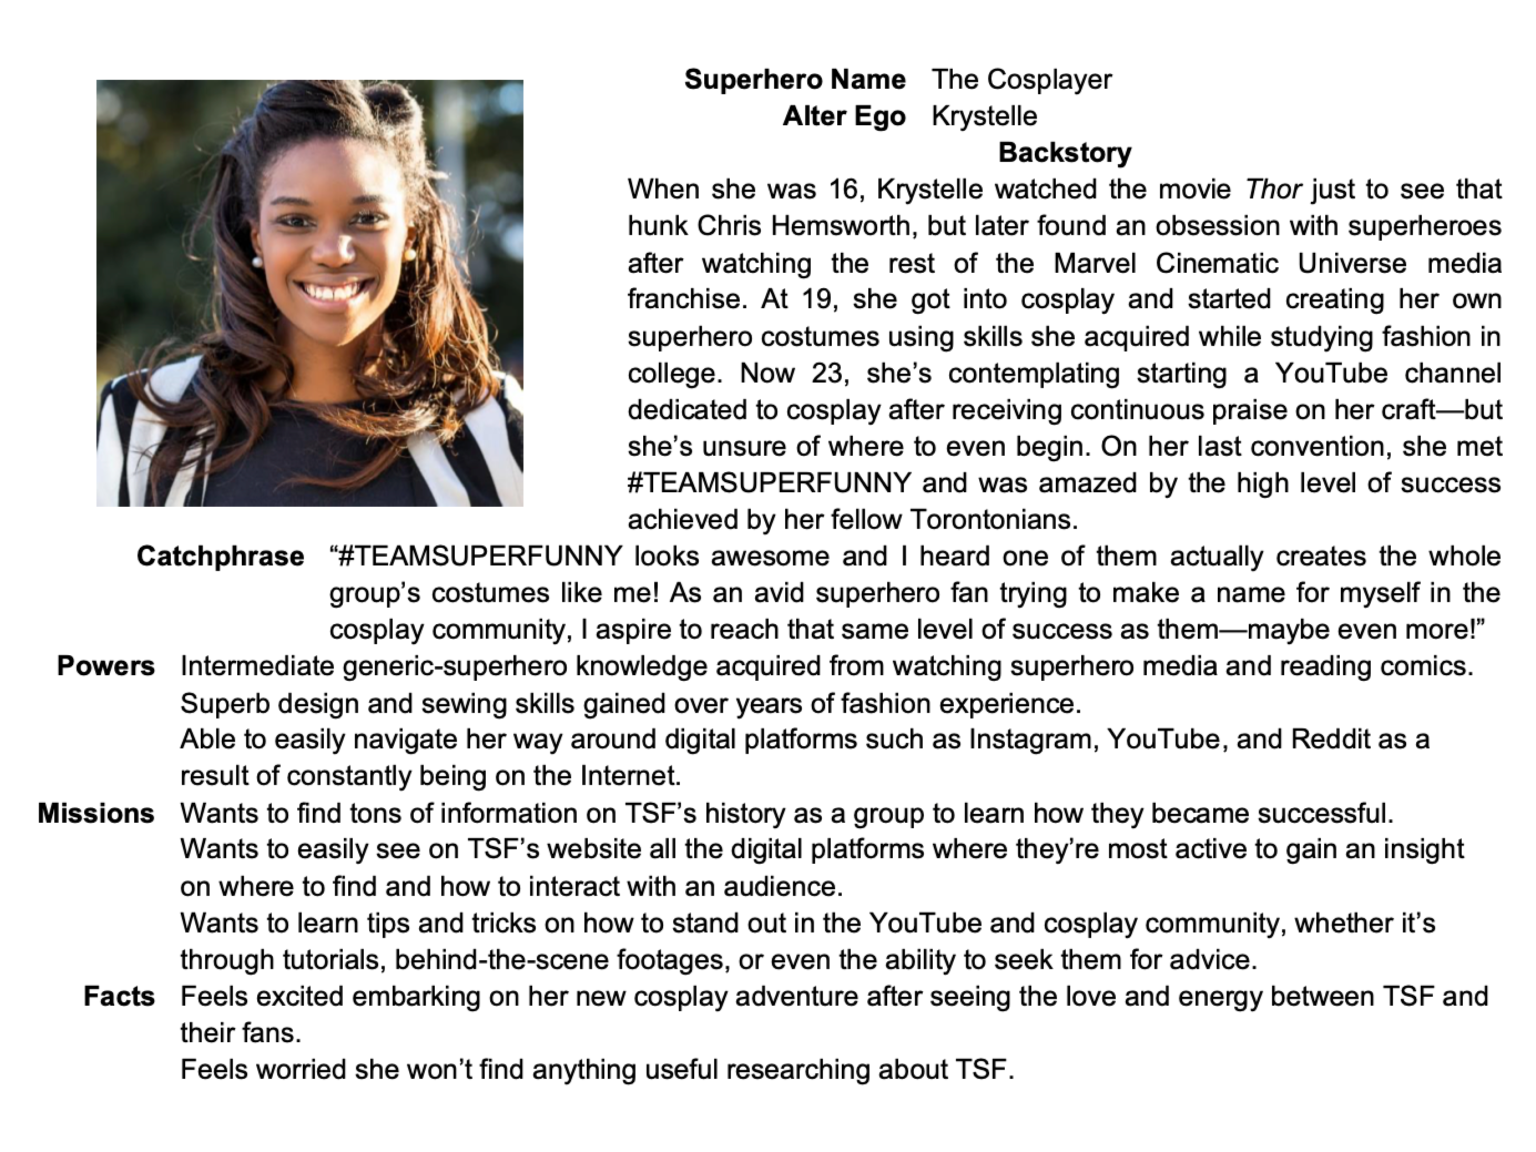 Superhero Name The Cosplayer
Alter Ego Krystelle
Backstory
When she was 16, Krystelle watched the movie Thor just to see that
hunk Chris Hemsworth, but later found an obsession with superheroes
after watching the rest of the Marvel Cinematic Universe media
franchise. At 19, she got into cosplay and started creating her own
superhero costumes using skills she acquired while studying fashion in
college. Now 23, she’s contemplating starting a YouTube channel
dedicated to cosplay after receiving continuous praise on her craft—but
she’s unsure of where to even begin. On her last convention, she met
#TEAMSUPERFUNNY and was amazed by the high level of success
achieved by her fellow Torontonians.
Catchphrase “#TEAMSUPERFUNNY looks awesome and I heard one of them actually creates the whole
group’s costumes like me! As an avid superhero fan trying to make a name for myself in the
cosplay community, I aspire to reach that same level of success as them—maybe even more!”
Powers Intermediate generic-superhero knowledge acquired from watching superhero media and reading comics.
Superb design and sewing skills gained over years of fashion experience.
Able to easily navigate her way around digital platforms such as Instagram, YouTube, and Reddit as a
result of constantly being on the Internet.
Missions Wants to find tons of information on TSF’s history as a group to learn how they became successful.
Wants to easily see on TSF’s website all the digital platforms where they’re most active to gain an insight
on where to find and how to interact with an audience.
Wants to learn tips and tricks on how to stand out in the YouTube and cosplay community, whether it’s
through tutorials, behind-the-scene footages, or even the ability to seek them for advice.
Facts Feels excited embarking on her new cosplay adventure after seeing the love and energy between TSF and
their fans.
Feels worried she won’t find anything useful researching about TSF.